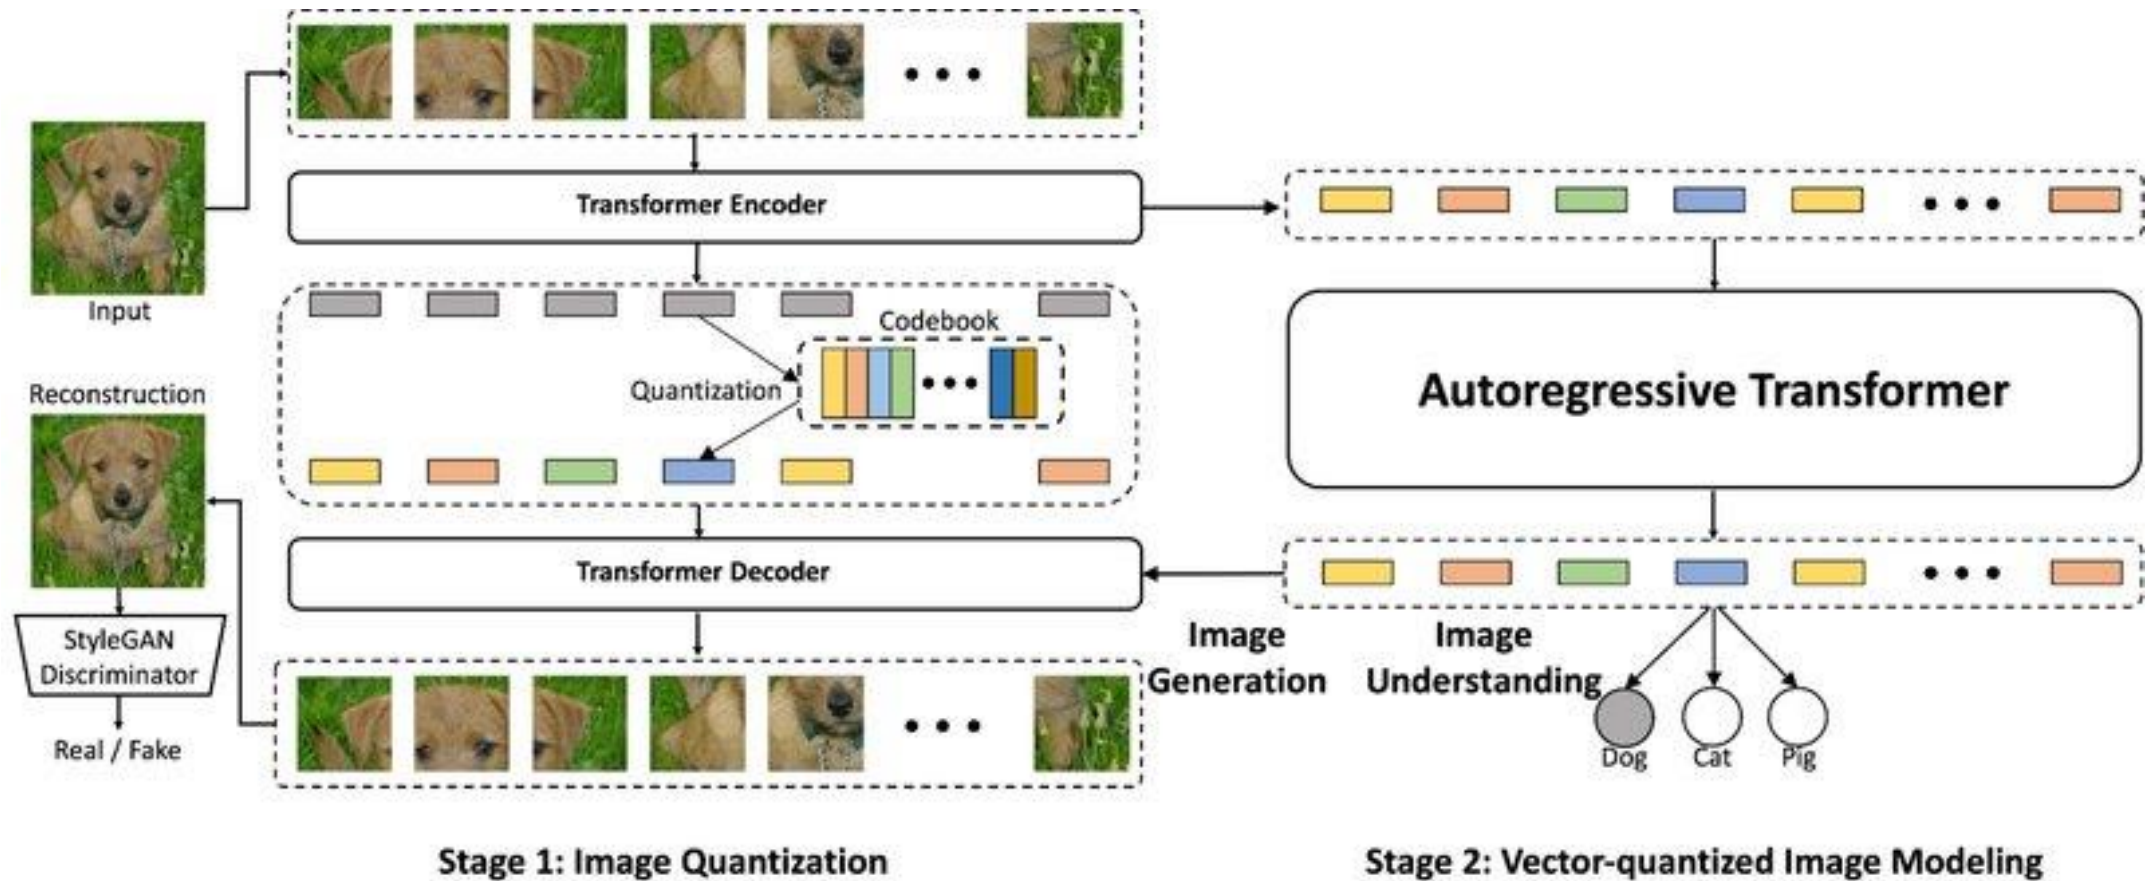 Input
Transformer Encoder
Codebook
Quantization
Reconstruction
Transformer Decoder
StyleGAN
Discriminator
Real / Fake
Stage 1: Image Quantization
Autoregressive Transformer
Image
Generation
Image
Understanding
Dog
Cat
Pig
Stage 2: Vector-quantized Image Modeling